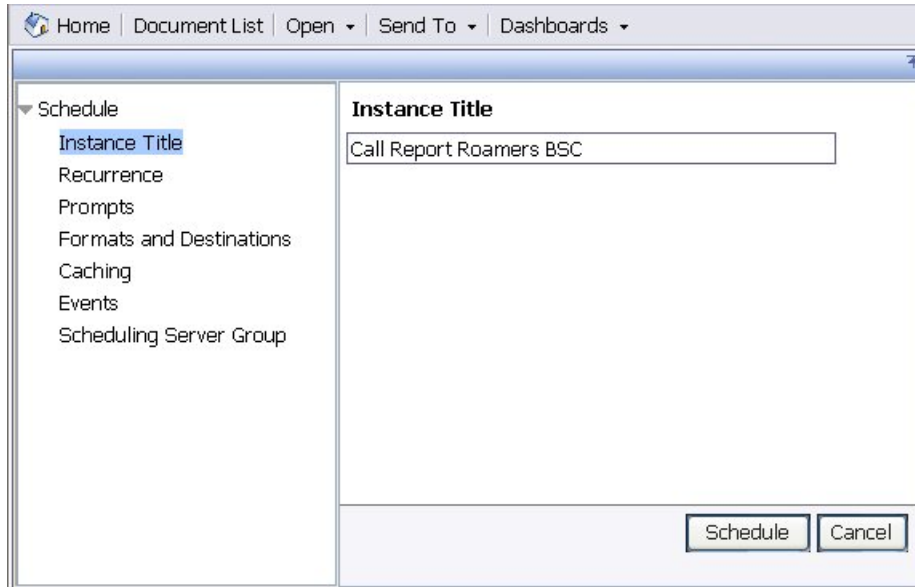 Home | Document List | Open | Send To | Dashboards
Schedule
Instance Title
Recurrence
Prompts
Formats and Destinations
Caching
Events
Scheduling Server Group
Instance Title
Call Report Roamers BSC
Schedule
Cancel